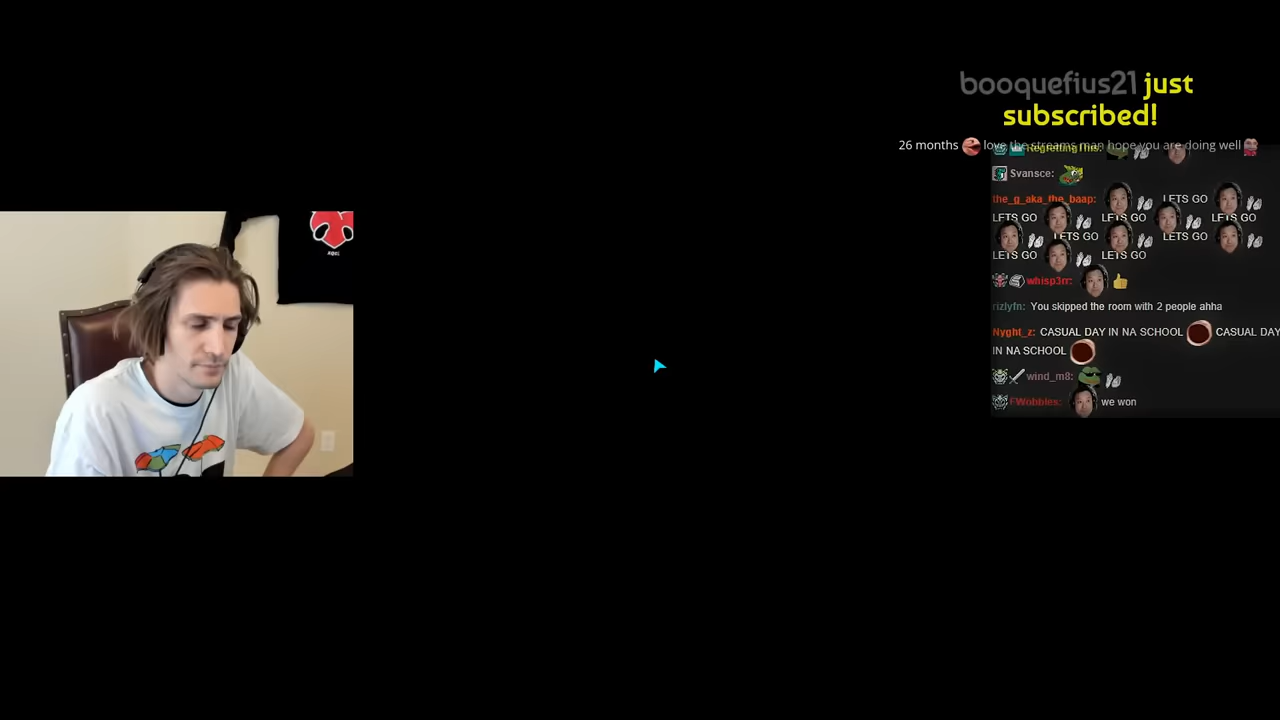 booquefius21 just
subscribed!
26 months love the streams man hope you are doing well
RegrettingThis:
Svansce:
the_g_aka_the_baap: LETS GO
LETS GO LETS GO LETS GO
LETS GO LETS GO
LETS GO LETS GO
whisp3rr:
rizlyfn: You skipped the room with 2 people ahha
Nyght_z: CASUAL DAY IN NA SCHOOL CASUAL DAY
IN NA SCHOOL
wind_m8:
FWobbles: we won